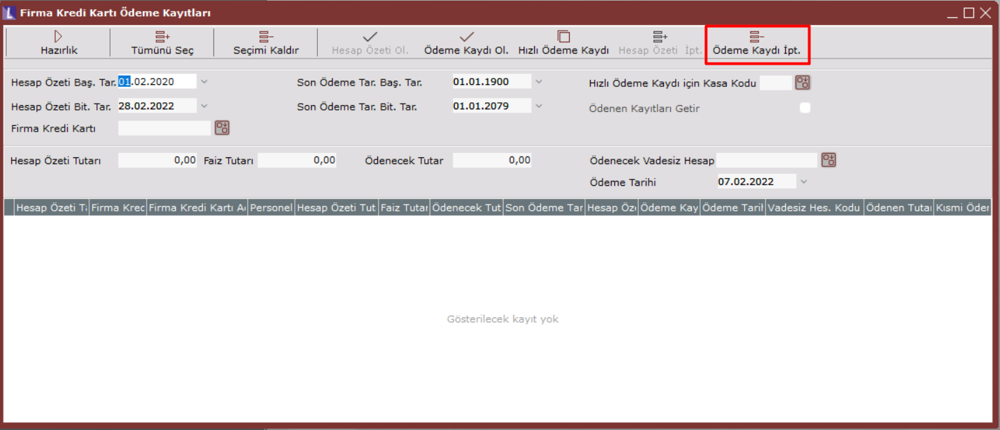 Firma Kredi Kartı Ödeme Kayıtları
Hazırlık Tümünü Seç Seçimi Kaldır Hesap Özeti Ol. Ödeme Kaydı Ol. Hızlı Ödeme Kaydı Hesap Özeti İpt. Ödeme Kaydı İpt.
Hesap Özeti Baş. Tar. 01.02.2020 Son Ödeme Tar. Baş. Tar. 01.01.1900 Hızlı Ödeme Kaydı için Kasa Kodu
Hesap Özeti Bit. Tar. 28.02.2022 Son Ödeme Tar. Bit. Tar. 01.01.2079 Ödenen Kayıtları Getir
Firma Kredi Kartı
Hesap Özeti Tutarı 0,00 Faiz Tutarı 0,00 Ödenecek Tutar 0,00 Ödenecek Vadesiz Hesap
Ödeme Tarihi 07.02.2022
Hesap Özeti Ta Firma Krec Firma Kredi Kartı Aç Personel Hesap Özeti Tut Faiz Tutar Ödenecek Tut Son Ödeme Tar Hesap Öze Ödeme Kay Ödeme Tarih Vadesiz Hes. Kodu Ödenen Tutar Kısmi Öder
Gösterilecek kayıt yok